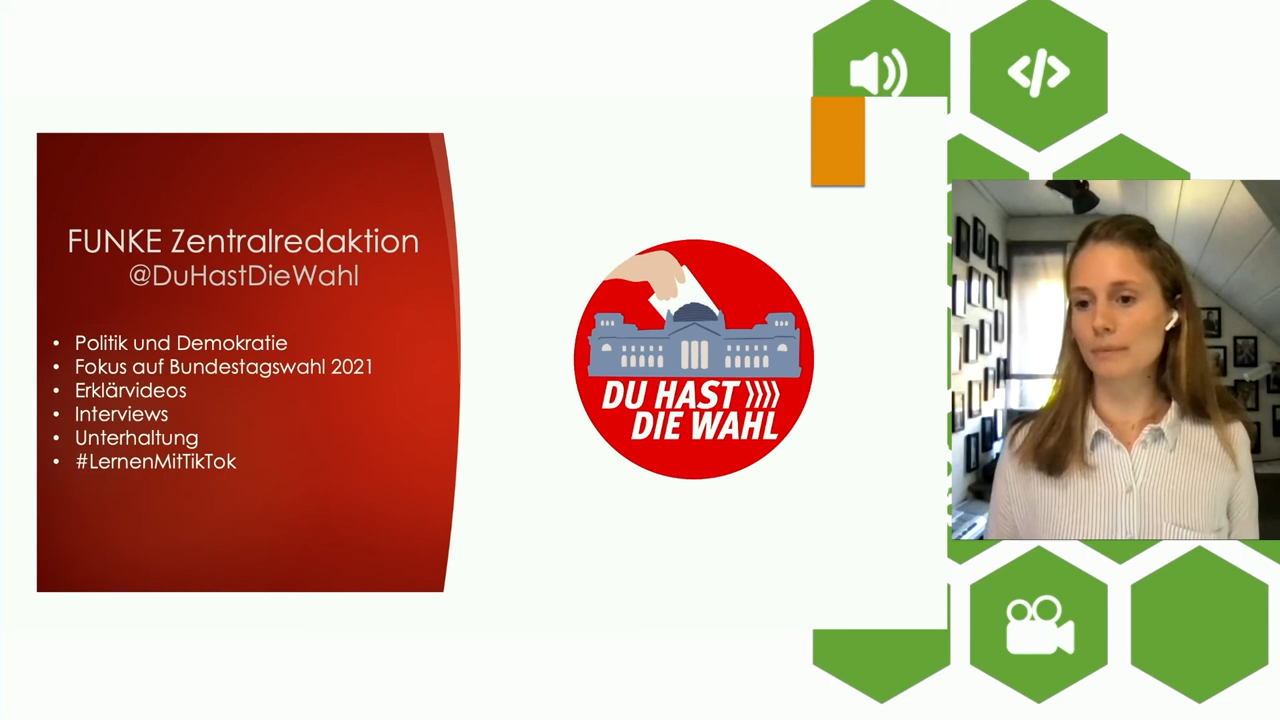 FUNKE Zentralredaktion
@DuHastDieWahl
• Politik und Demokratie
• Fokus auf Bundestagswahl 2021
• Erklärvideos
• Interviews
• Unterhaltung
• #LernenMitTikTok
DU HAST
DIE WAHL